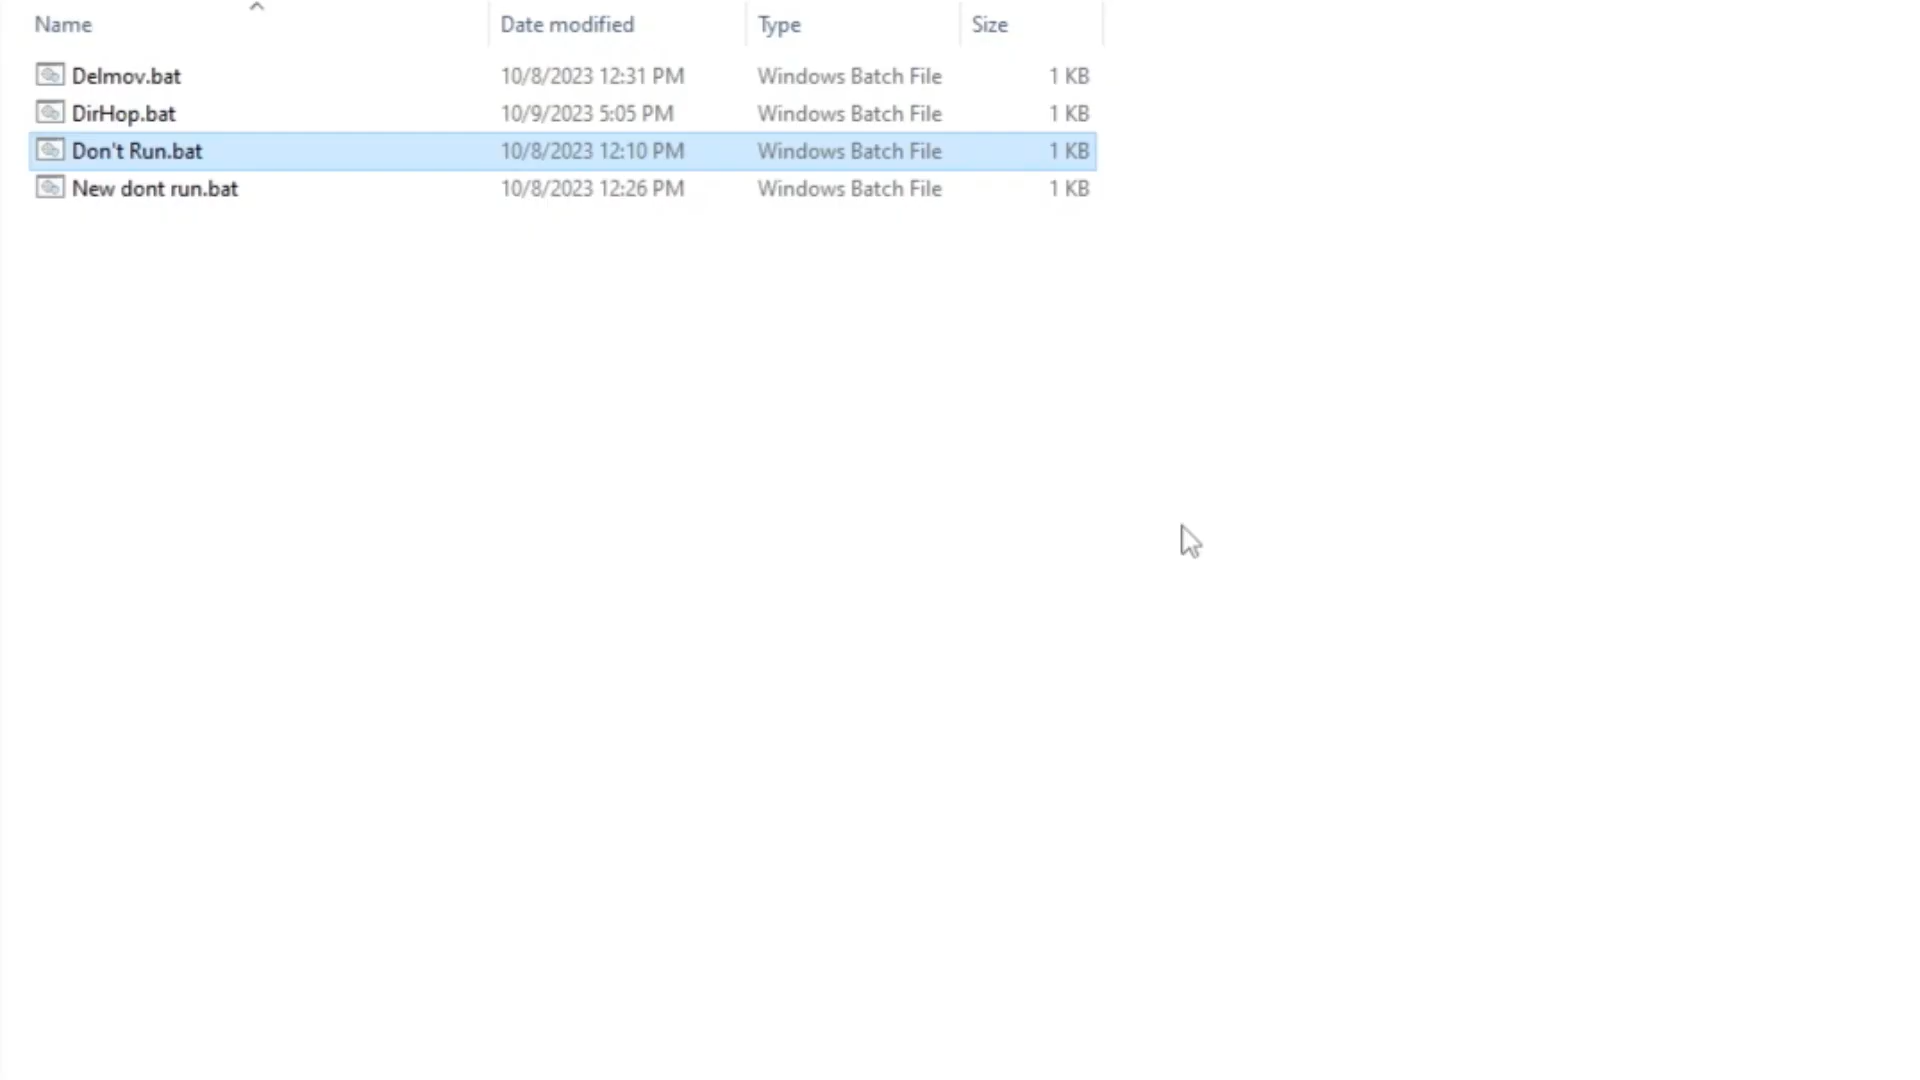 Name Date modified Type Size
Delmov.bat 10/8/2023 12:31 PM Windows Batch File 1 KB
DirHop.bat 10/9/2023 5:05 PM Windows Batch File 1 KB
Don't Run.bat 10/8/2023 12:10 PM Windows Batch File 1 KB
New dont run.bat 10/8/2023 12:26 PM Windows Batch File 1 KB